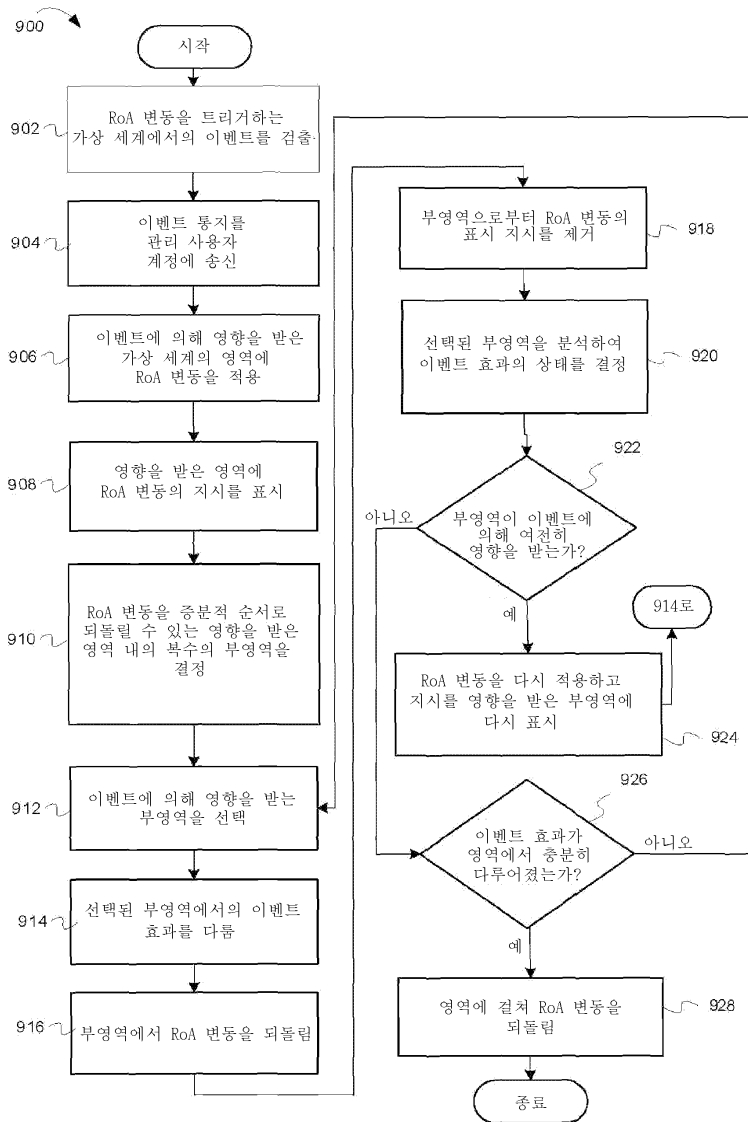 900
시작
902
RoA 변동을 트리거하는
가상 세계에서의 이벤트를 검출
904
이벤트 통지를
관리 사용자
계정에 송신
906
이벤트에 의해 영향을 받은
가상 세계의 영역에
RoA 변동을 적용
908
영향을 받은 영역에
RoA 변동의 지시를 표시
910
RoA 변동을 증분적 순서로
되돌릴 수 있는 영향을 받은
영역 내의 복수의 부영역을
결정
912
이벤트에 의해 영향을 받는
부영역을 선택
914
선택된 부영역에서의 이벤트
효과를 다룸
916
부영역에서 RoA 변동을 되돌림
부영역으로부터 RoA 변동의
표시 지시를 제거
918
선택된 부영역을 분석하여
이벤트 효과의 상태를 결정
920
922
아니오
부영역이 이벤트에
의해 여전히
영향을 받는가?
예
914로
RoA 변동을 다시 적용하고
지시를 영향을 받은 부영역에
다시 표시
924
926
이벤트 효과가
영역에서 충분히
다루어졌는가?
아니오
예
영역에 걸쳐 RoA 변동을
되돌림
928
종료